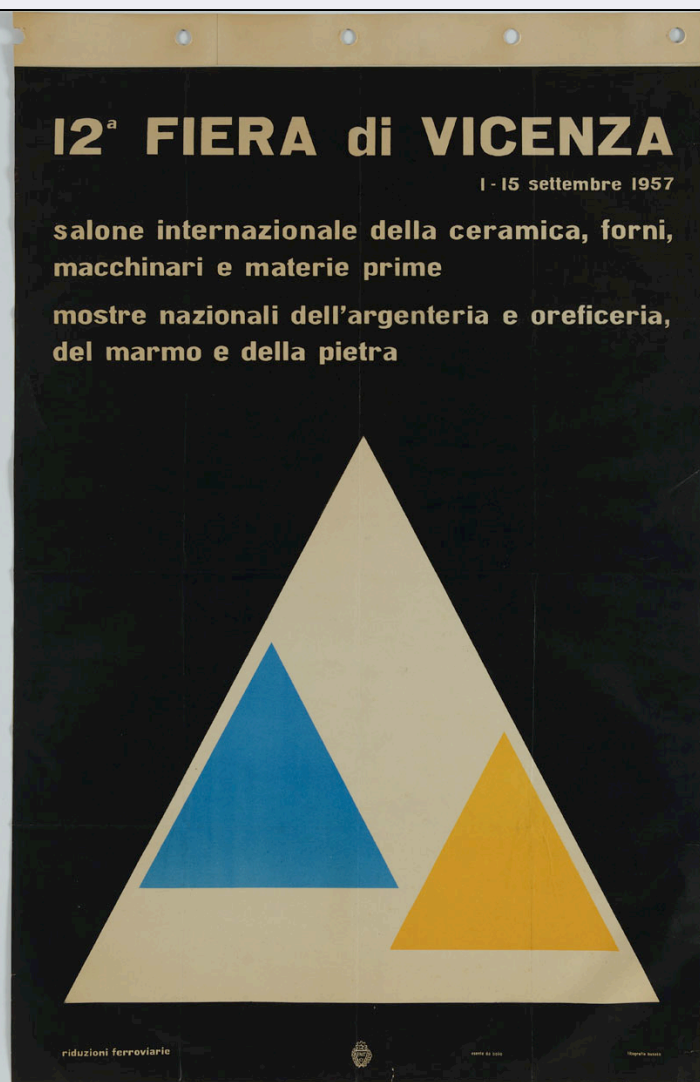 12ª FIERA di VICENZA
1-15 settembre 1957
salone internazionale della ceramica, forni,
macchinari e materie prime
mostre nazionali dell'argenteria e oreficeria,
del marmo e della pietra
riduzioni ferroviarie